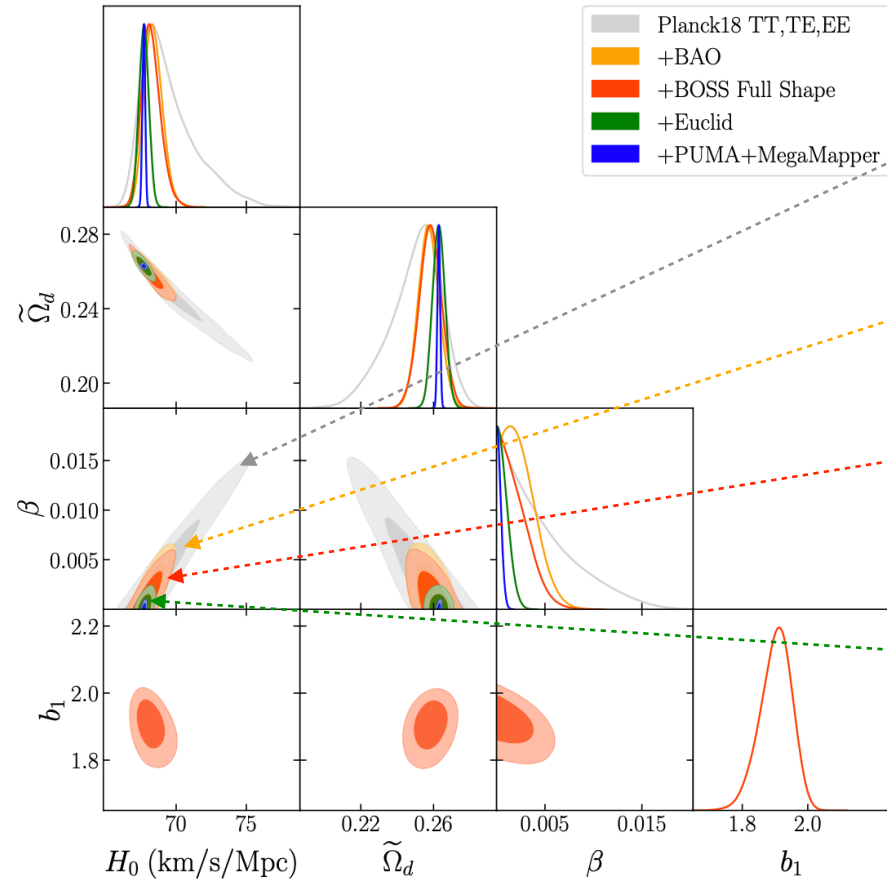 Planck18 TT,TE,EE
+BAO
+BOSS Full Shape
+Euclid
+PUMA+MegaMapper
0.28
0.24
0.20
Ω̃_d
0.015
0.010
0.005
β
2.2
2.0
1.8
b₁
70 75
0.22 0.26
0.005 0.015
1.8 2.0
H₀ (km/s/Mpc)
Ω̃_d
β
b₁